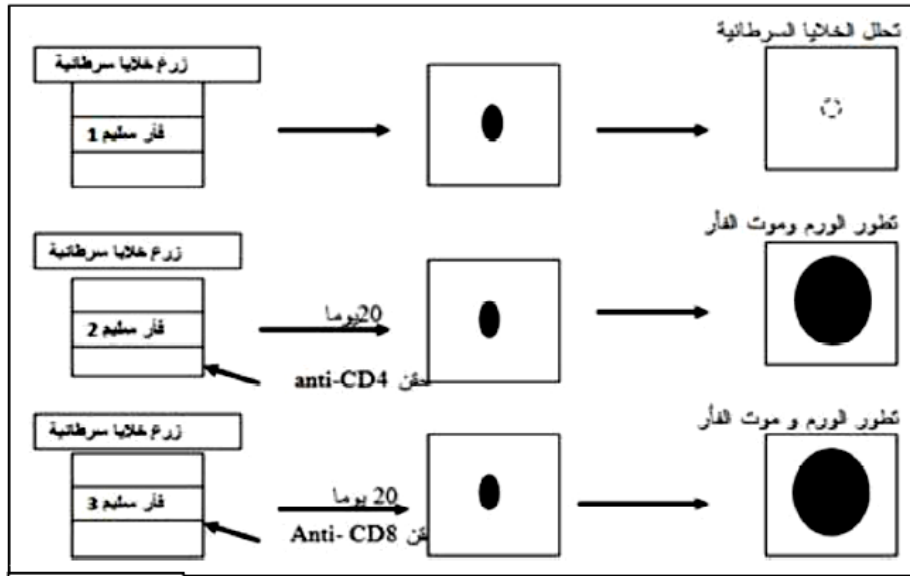 تحلل الخلايا السرطانية
زرع خلايا سرطانية
فأر سليم 1
تطور الورم وموت الفأر
زرع خلايا سرطانية
فأر سليم 2
20يوما
حقن anti-CD4
تطور الورم و موت الفأر
زرع خلايا سرطانية
فأر سليم 3
20 يوما
Anti- CD8